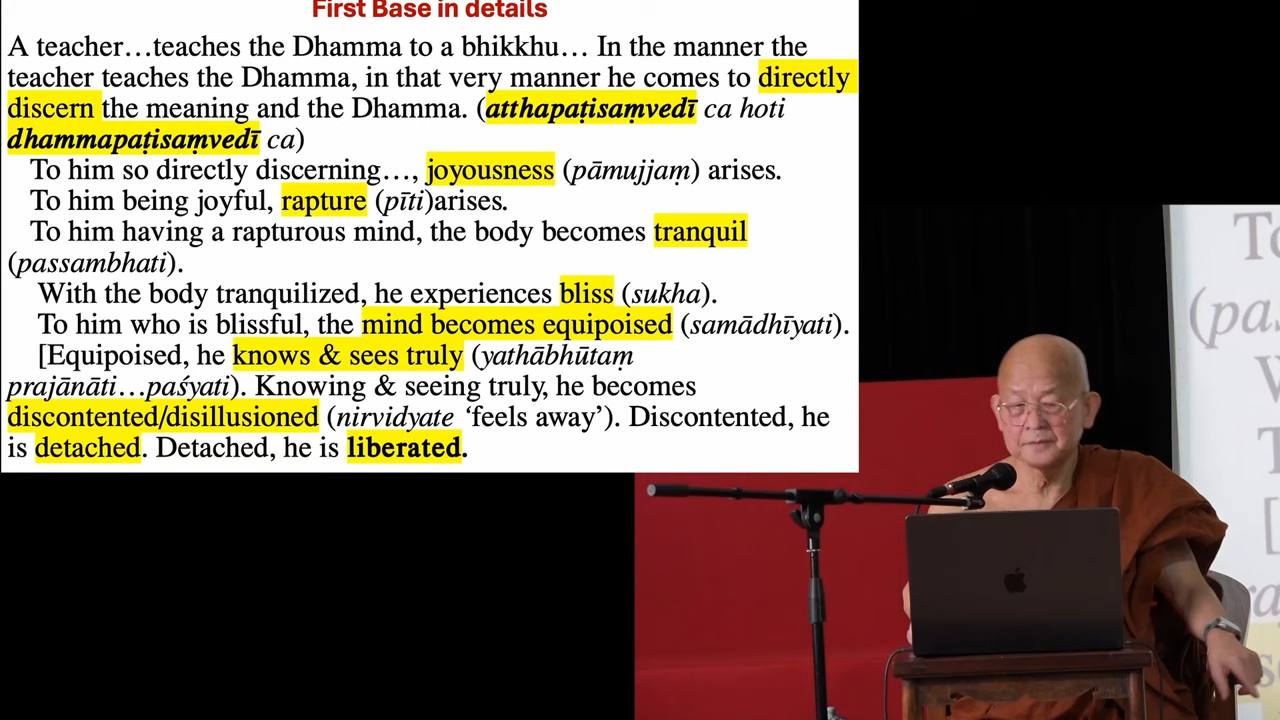 First Base in details
A teacher…teaches the Dhamma to a bhikkhu… In the manner the
teacher teaches the Dhamma, in that very manner he comes to directly
discern the meaning and the Dhamma. (atthapaṭisaṃvedī ca hoti
dhammapaṭisaṃvedī ca)
To him so directly discerning…, joyousness (pāmujjaṃ) arises.
To him being joyful, rapture (pīti)arises.
To him having a rapturous mind, the body becomes tranquil
(passambhati).
With the body tranquilized, he experiences bliss (sukha).
To him who is blissful, the mind becomes equipoised (samādhīyati).
[Equipoised, he knows & sees truly (yathābhūtaṃ
prajānāti…paśyati). Knowing & seeing truly, he becomes
discontented/disillusioned (nirvidyate ‘feels away’). Discontented, he
is detached. Detached, he is liberated.
To
(pa